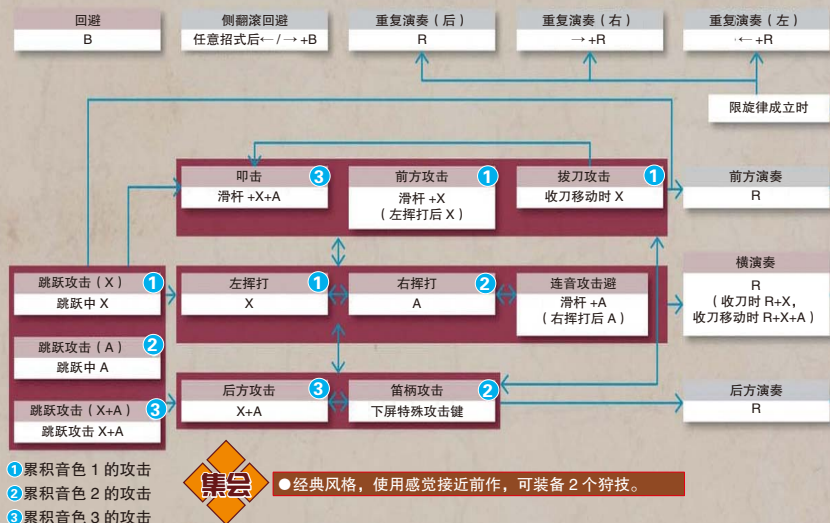 回避
B
侧翻滚回避
任意招式后←/→+B
重复演奏(后)
R
重复演奏(右)
→+R
重复演奏(左)
←+R
限旋律成立时
叩击
3
滑杆+X+A
前方攻击
1
滑杆+X
(左挥打后X)
拔刀攻击
1
收刀移动时X
前方演奏
R
跳跃攻击(X)
1
跳跃中X
左挥打
1
X
右挥打
2
A
连音攻击避
滑杆+A
(右挥打后A)
横演奏
R
(收刀时R+X,
收刀移动时R+X+A)
跳跃攻击(A)
2
跳跃中A
跳跃攻击(X+A)
3
跳跃攻击X+A
后方攻击
3
X+A
笛柄攻击
2
下屏特殊攻击键
后方演奏
R
1累积音色1的攻击
2累积音色2的攻击
3累积音色3的攻击
集会
●经典风格,使用感觉接近前作,可装备2个狩技。